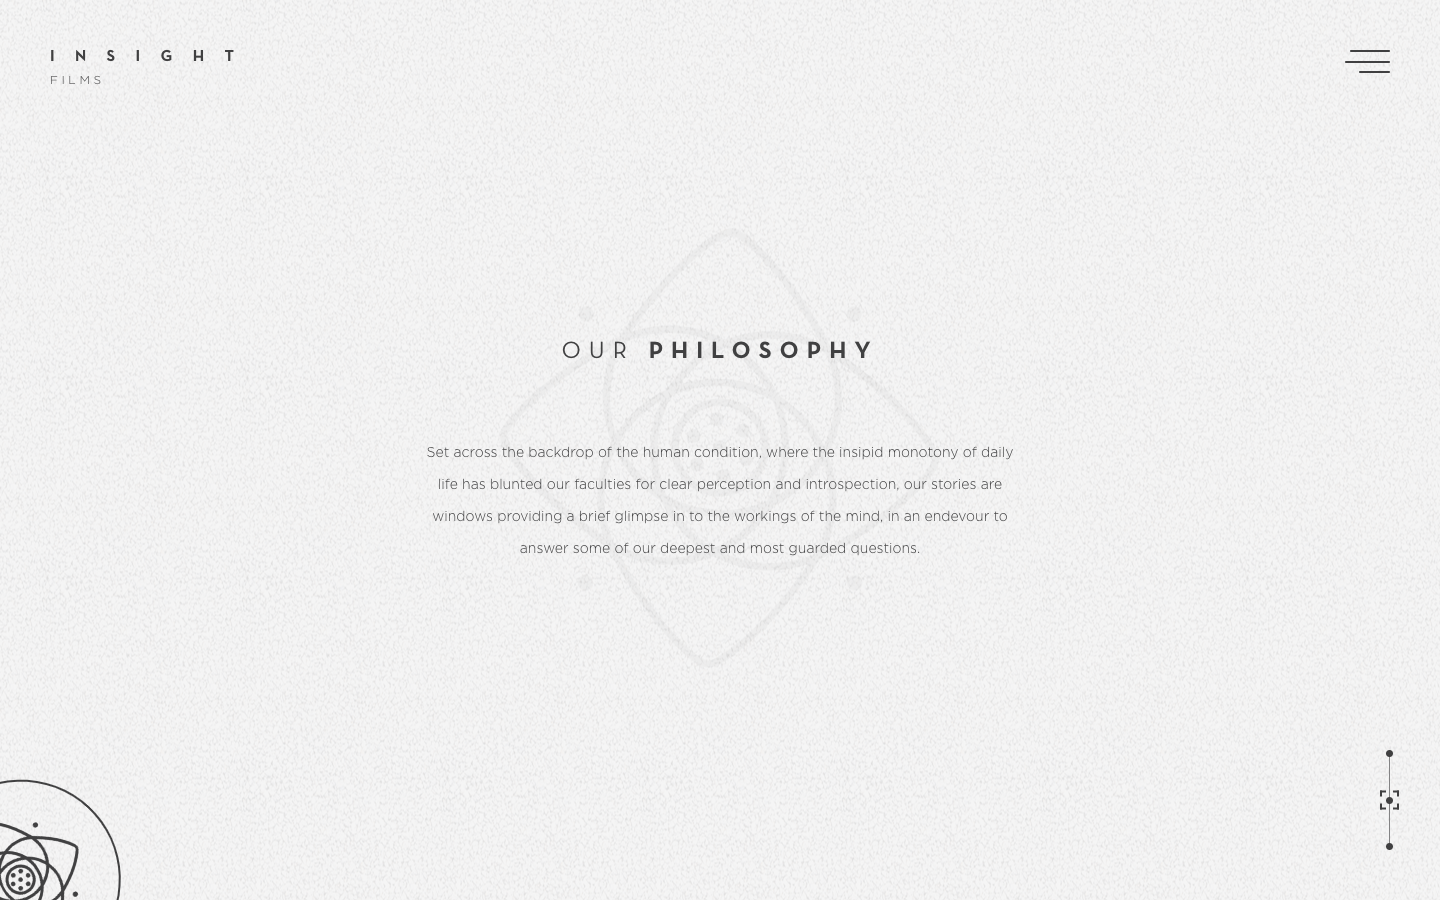 INSIGHT
FILMS
OUR PHILOSOPHY
Set across the backdrop of the human condition, where the insipid monotony of daily
life has blunted our faculties for clear perception and introspection, our stories are
windows providing a brief glimpse in to the workings of the mind, in an endevour to
answer some of our deepest and most guarded questions.